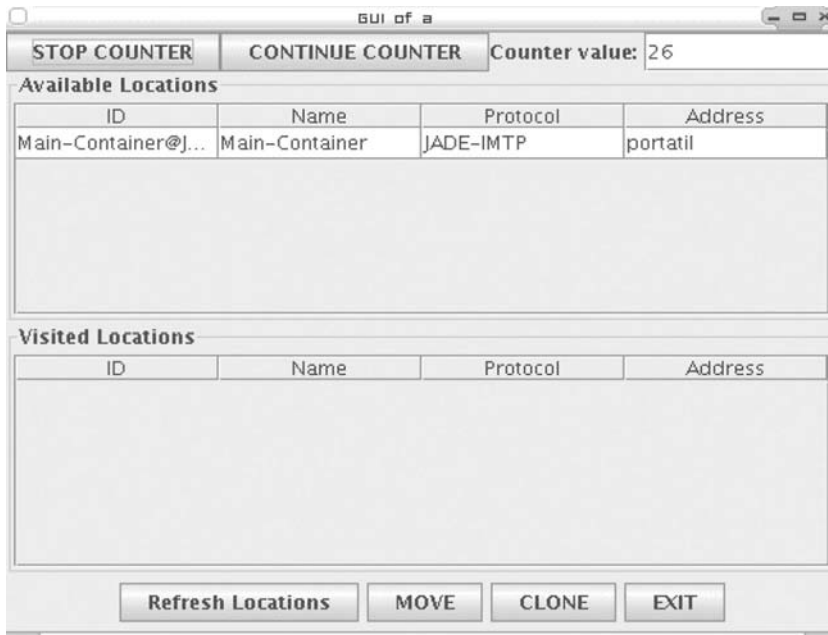 GUI of a
STOP COUNTER CONTINUE COUNTER Counter value: 26
Available Locations
ID Name Protocol Address
Main-Container@J... Main-Container JADE-IMTP portatil
Visited Locations
ID Name Protocol Address
Refresh Locations MOVE CLONE EXIT